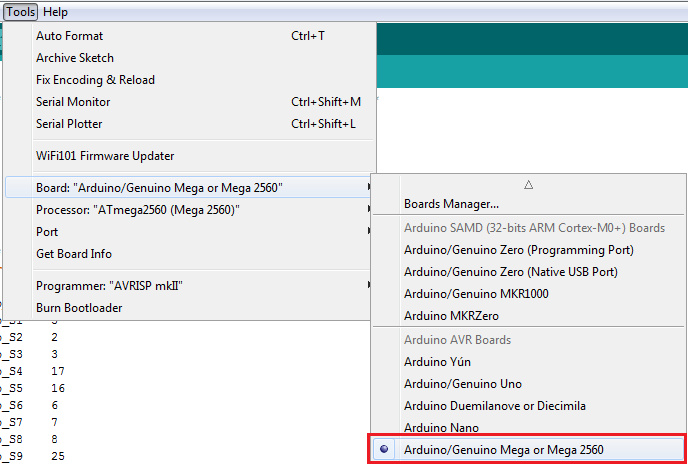 Tools Help
Auto Format Ctrl+T
Archive Sketch
Fix Encoding & Reload
Serial Monitor Ctrl+Shift+M
Serial Plotter Ctrl+Shift+L
WiFi101 Firmware Updater
Board: "Arduino/Genuino Mega or Mega 2560"
Processor: "ATmega2560 (Mega 2560)"
Port
Get Board Info
Programmer: "AVRISP mkII"
Burn Bootloader
Boards Manager...
Arduino SAMD (32-bits ARM Cortex-M0+) Boards
Arduino/Genuino Zero (Programming Port)
Arduino/Genuino Zero (Native USB Port)
Arduino/Genuino MKR1000
Arduino MKRZero
Arduino AVR Boards
Arduino Yún
Arduino/Genuino Uno
Arduino Duemilanove or Diecimila
Arduino Nano
Arduino/Genuino Mega or Mega 2560
_S2 2
_S3 3
_S4 17
_S5 16
_S6 6
_S7 7
_S8 8
_S9 25